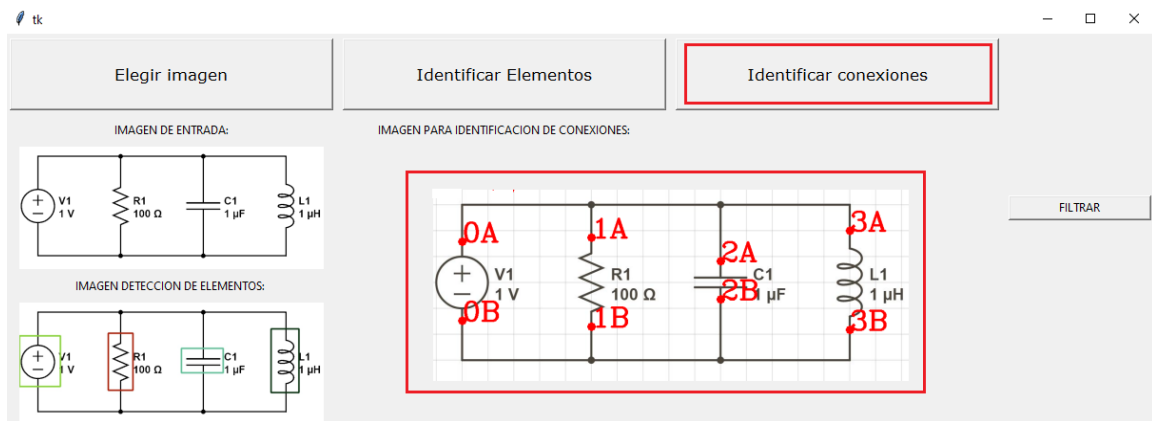 tk
Elegir imagen
Identificar Elementos
Identificar conexiones
IMAGEN DE ENTRADA:
V1
1 V
R1
100 Ω
C1
1 µF
L1
1 µH
IMAGEN DETECCION DE ELEMENTOS:
V1
1 V
R1
100 Ω
C1
1 µF
L1
1 µH
IMAGEN PARA IDENTIFICACION DE CONEXIONES:
0A
1A
2A
3A
V1
1 V
R1
100 Ω
C1
µF
L1
1 µH
0B
1B
2B
3B
FILTRAR